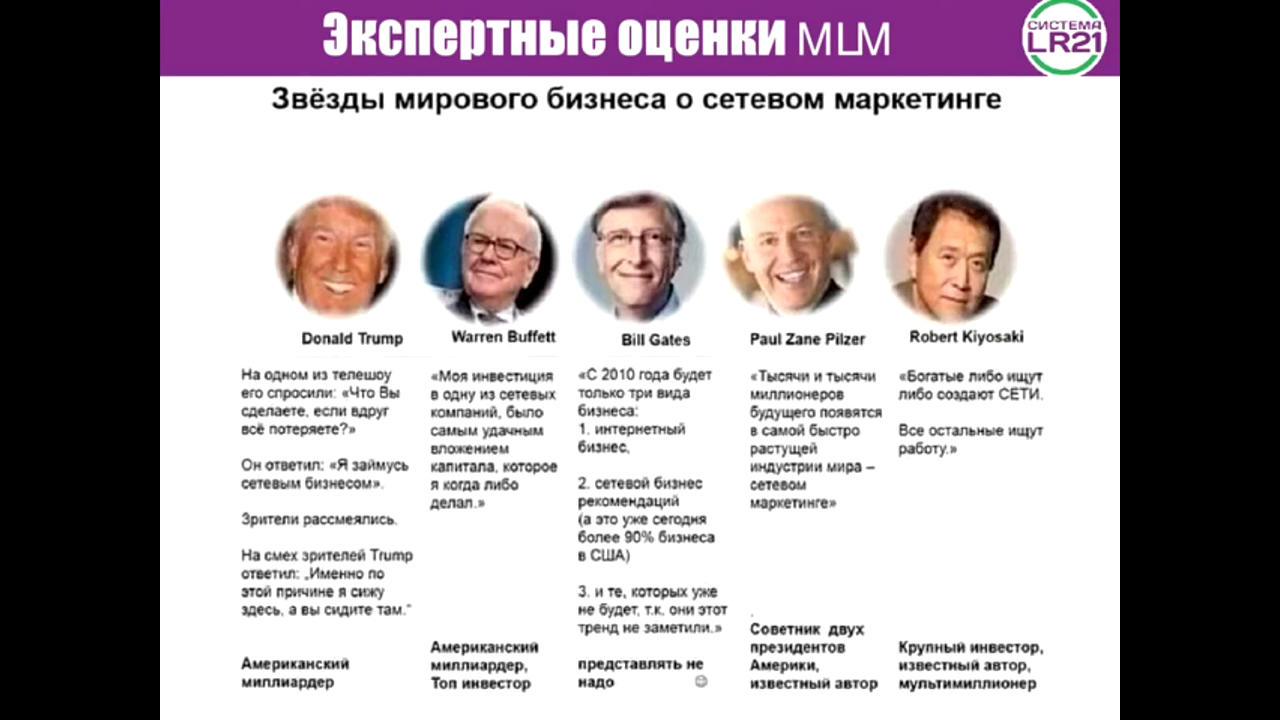 Экспертные оценки MLM
СИСТЕМА
LR21
Звёзды мирового бизнеса о сетевом маркетинге
Donald Trump
На одном из телешоу
его спросили: «Что Вы
сделаете, если вдруг
всё потеряете?»
Он ответил: «Я займусь
сетевым бизнесом».
Зрители рассмеялись.
На смех зрителей Trump
ответил: „Именно по
этой причине я сижу
здесь, а вы сидите там."
Американский
миллиардер
Warren Buffett
«Моя инвестиция
в одну из сетевых
компаний, было
самым удачным
вложением
капитала, которое
я когда либо
делал.»
Американский
миллиардер,
Топ инвестор
Bill Gates
«С 2010 года будет
только три вида
бизнеса:
1. интернетный
бизнес,
2. сетевой бизнес
рекомендаций
(а это уже сегодня
более 90% бизнеса
в США)
3. и те, которых уже
не будет, т.к. они этот
тренд не заметили.»
представлять не
надо
Paul Zane Pilzer
«Тысячи и тысячи
миллионеров
будущего появятся
в самой быстро
растущей
индустрии мира –
сетевом
маркетинге»
.
Советник двух
президентов
Америки,
известный автор
Robert Kiyosaki
«Богатые либо ищут
либо создают СЕТИ.
Все остальные ищут
работу.»
Крупный инвестор,
известный автор,
мультимиллионер